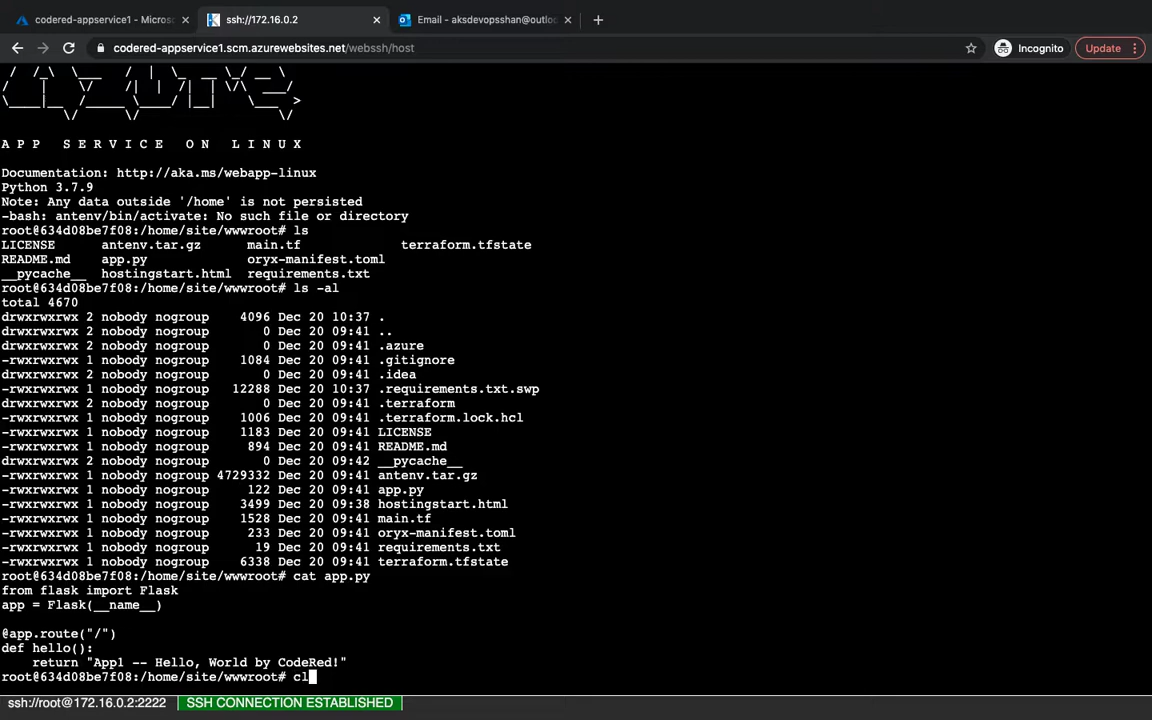 codered-appservice1 - Micros
ssh://172.16.0.2
Email - aksdevopsshan@outlo
codered-appservice1.scm.azurewebsites.net/webssh/host
Incognito
Update
A P P   S E R V I C E   O N   L I N U X
Documentation: http://aka.ms/webapp-linux
Python 3.7.9
Note: Any data outside '/home' is not persisted
-bash: antenv/bin/activate: No such file or directory
root@634d08be7f08:/home/site/wwwroot# ls
LICENSE antenv.tar.gz main.tf terraform.tfstate
README.md app.py oryx-manifest.toml
__pycache__ hostingstart.html requirements.txt
root@634d08be7f08:/home/site/wwwroot# ls -al
total 4670
drwxrwxrwx 2 nobody nogroup 4096 Dec 20 10:37 .
drwxrwxrwx 2 nobody nogroup 0 Dec 20 09:41 ..
drwxrwxrwx 2 nobody nogroup 0 Dec 20 09:41 .azure
-rwxrwxrwx 1 nobody nogroup 1084 Dec 20 09:41 .gitignore
drwxrwxrwx 2 nobody nogroup 0 Dec 20 09:41 .idea
-rwxrwxrwx 1 nobody nogroup 12288 Dec 20 10:37 .requirements.txt.swp
drwxrwxrwx 2 nobody nogroup 0 Dec 20 09:41 .terraform
-rwxrwxrwx 1 nobody nogroup 1006 Dec 20 09:41 .terraform.lock.hcl
-rwxrwxrwx 1 nobody nogroup 1183 Dec 20 09:41 LICENSE
-rwxrwxrwx 1 nobody nogroup 894 Dec 20 09:41 README.md
drwxrwxrwx 2 nobody nogroup 0 Dec 20 09:42 __pycache__
-rwxrwxrwx 1 nobody nogroup 4729332 Dec 20 09:41 antenv.tar.gz
-rwxrwxrwx 1 nobody nogroup 122 Dec 20 09:41 app.py
-rwxrwxrwx 1 nobody nogroup 3499 Dec 20 09:38 hostingstart.html
-rwxrwxrwx 1 nobody nogroup 1528 Dec 20 09:41 main.tf
-rwxrwxrwx 1 nobody nogroup 233 Dec 20 09:41 oryx-manifest.toml
-rwxrwxrwx 1 nobody nogroup 19 Dec 20 09:41 requirements.txt
-rwxrwxrwx 1 nobody nogroup 6338 Dec 20 09:41 terraform.tfstate
root@634d08be7f08:/home/site/wwwroot# cat app.py
from flask import Flask
app = Flask(__name__)
@app.route("/")
def hello():
    return "App1 -- Hello, World by CodeRed!"
root@634d08be7f08:/home/site/wwwroot# cl
ssh://root@172.16.0.2:2222 SSH CONNECTION ESTABLISHED